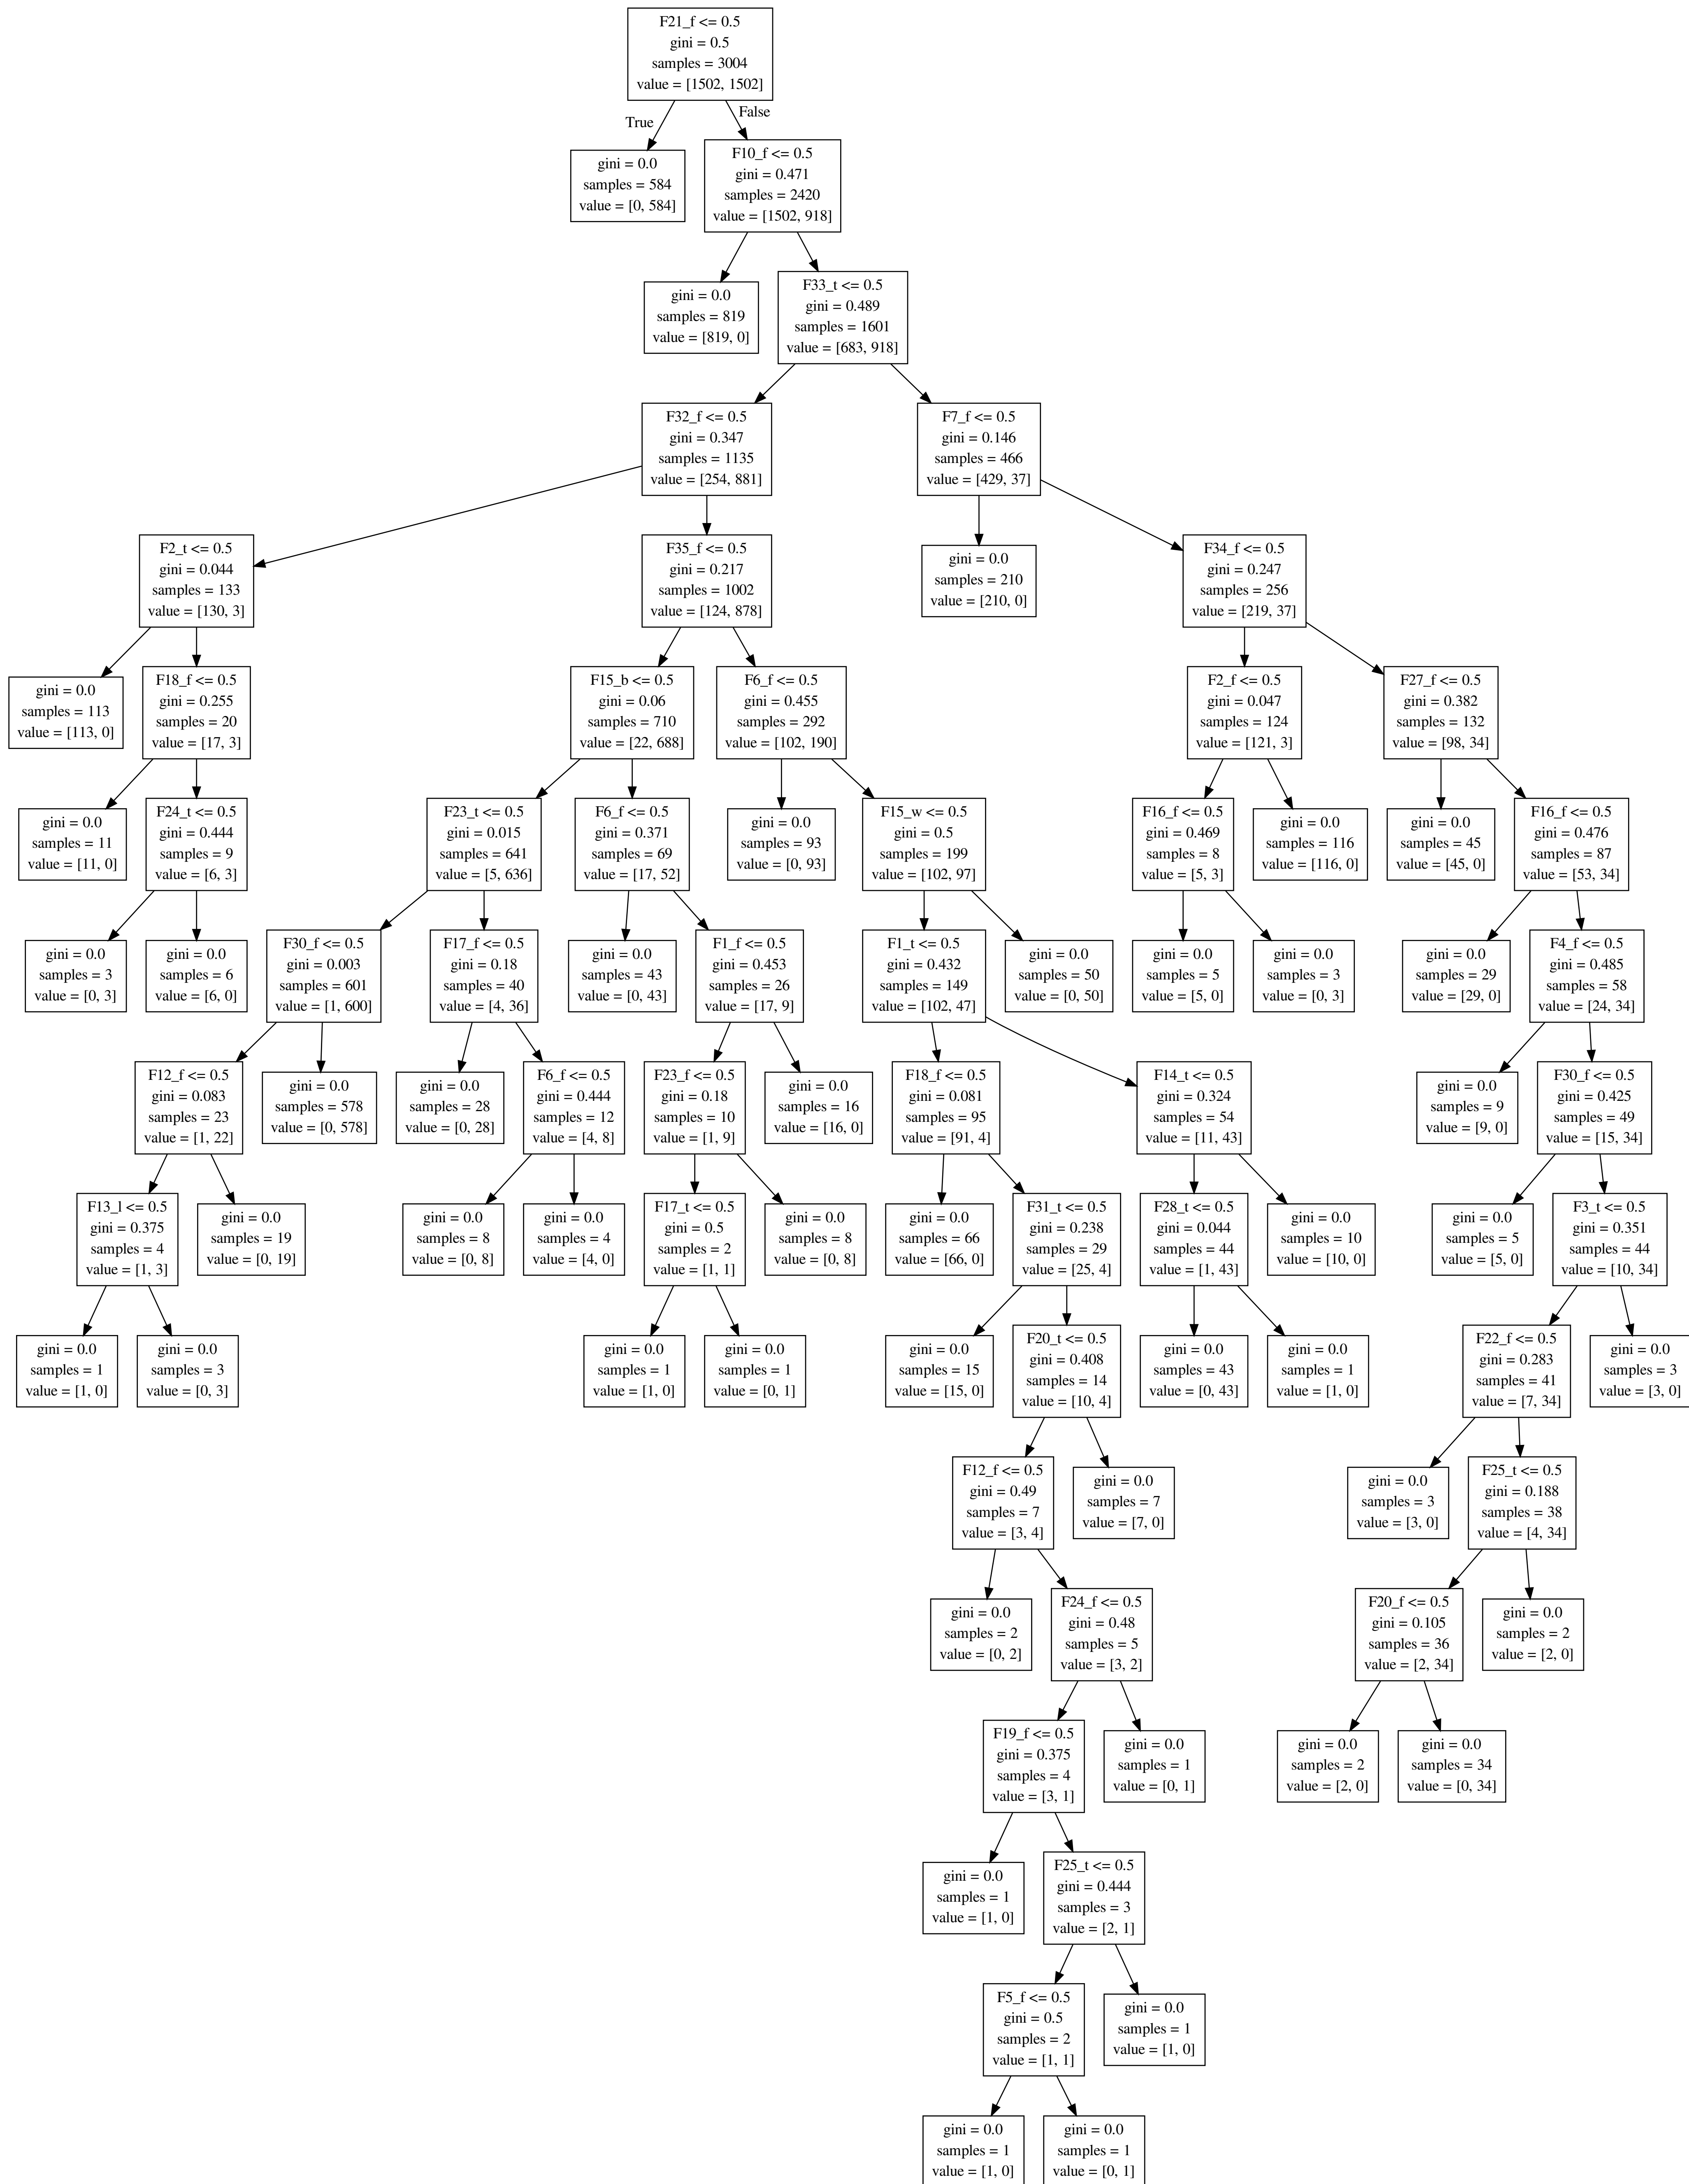 F21_f <= 0.5
gini = 0.5
samples = 3004
value = [1502, 1502]
True
False
gini = 0.0
samples = 584
value = [0, 584]
F10_f <= 0.5
gini = 0.471
samples = 2420
value = [1502, 918]
gini = 0.0
samples = 819
value = [819, 0]
F33_t <= 0.5
gini = 0.489
samples = 1601
value = [683, 918]
F32_f <= 0.5
gini = 0.347
samples = 1135
value = [254, 881]
F7_f <= 0.5
gini = 0.146
samples = 466
value = [429, 37]
F2_t <= 0.5
gini = 0.044
samples = 133
value = [130, 3]
F35_f <= 0.5
gini = 0.217
samples = 1002
value = [124, 878]
gini = 0.0
samples = 210
value = [210, 0]
F34_f <= 0.5
gini = 0.247
samples = 256
value = [219, 37]
gini = 0.0
samples = 113
value = [113, 0]
F18_f <= 0.5
gini = 0.255
samples = 20
value = [17, 3]
F15_b <= 0.5
gini = 0.06
samples = 710
value = [22, 688]
F6_f <= 0.5
gini = 0.455
samples = 292
value = [102, 190]
F2_f <= 0.5
gini = 0.047
samples = 124
value = [121, 3]
F27_f <= 0.5
gini = 0.382
samples = 132
value = [98, 34]
gini = 0.0
samples = 11
value = [11, 0]
F24_t <= 0.5
gini = 0.444
samples = 9
value = [6, 3]
F23_t <= 0.5
gini = 0.015
samples = 641
value = [5, 636]
F6_f <= 0.5
gini = 0.371
samples = 69
value = [17, 52]
gini = 0.0
samples = 93
value = [0, 93]
F15_w <= 0.5
gini = 0.5
samples = 199
value = [102, 97]
F16_f <= 0.5
gini = 0.469
samples = 8
value = [5, 3]
gini = 0.0
samples = 116
value = [116, 0]
gini = 0.0
samples = 45
value = [45, 0]
F16_f <= 0.5
gini = 0.476
samples = 87
value = [53, 34]
gini = 0.0
samples = 3
value = [0, 3]
gini = 0.0
samples = 6
value = [6, 0]
F30_f <= 0.5
gini = 0.003
samples = 601
value = [1, 600]
F17_f <= 0.5
gini = 0.18
samples = 40
value = [4, 36]
gini = 0.0
samples = 43
value = [0, 43]
F1_f <= 0.5
gini = 0.453
samples = 26
value = [17, 9]
F1_t <= 0.5
gini = 0.432
samples = 149
value = [102, 47]
gini = 0.0
samples = 50
value = [0, 50]
gini = 0.0
samples = 5
value = [5, 0]
gini = 0.0
samples = 3
value = [0, 3]
gini = 0.0
samples = 29
value = [29, 0]
F4_f <= 0.5
gini = 0.485
samples = 58
value = [24, 34]
F12_f <= 0.5
gini = 0.083
samples = 23
value = [1, 22]
gini = 0.0
samples = 578
value = [0, 578]
gini = 0.0
samples = 28
value = [0, 28]
F6_f <= 0.5
gini = 0.444
samples = 12
value = [4, 8]
F23_f <= 0.5
gini = 0.18
samples = 10
value = [1, 9]
gini = 0.0
samples = 16
value = [16, 0]
F18_f <= 0.5
gini = 0.081
samples = 95
value = [91, 4]
F14_t <= 0.5
gini = 0.324
samples = 54
value = [11, 43]
gini = 0.0
samples = 9
value = [9, 0]
F30_f <= 0.5
gini = 0.425
samples = 49
value = [15, 34]
F13_l <= 0.5
gini = 0.375
samples = 4
value = [1, 3]
gini = 0.0
samples = 19
value = [0, 19]
gini = 0.0
samples = 8
value = [0, 8]
gini = 0.0
samples = 4
value = [4, 0]
F17_t <= 0.5
gini = 0.5
samples = 2
value = [1, 1]
gini = 0.0
samples = 8
value = [0, 8]
gini = 0.0
samples = 66
value = [66, 0]
F31_t <= 0.5
gini = 0.238
samples = 29
value = [25, 4]
F28_t <= 0.5
gini = 0.044
samples = 44
value = [1, 43]
gini = 0.0
samples = 10
value = [10, 0]
gini = 0.0
samples = 5
value = [5, 0]
F3_t <= 0.5
gini = 0.351
samples = 44
value = [10, 34]
gini = 0.0
samples = 1
value = [1, 0]
gini = 0.0
samples = 3
value = [0, 3]
gini = 0.0
samples = 1
value = [1, 0]
gini = 0.0
samples = 1
value = [0, 1]
gini = 0.0
samples = 15
value = [15, 0]
F20_t <= 0.5
gini = 0.408
samples = 14
value = [10, 4]
gini = 0.0
samples = 43
value = [0, 43]
gini = 0.0
samples = 1
value = [1, 0]
F22_f <= 0.5
gini = 0.283
samples = 41
value = [7, 34]
gini = 0.0
samples = 3
value = [3, 0]
F12_f <= 0.5
gini = 0.49
samples = 7
value = [3, 4]
gini = 0.0
samples = 7
value = [7, 0]
gini = 0.0
samples = 3
value = [3, 0]
F25_t <= 0.5
gini = 0.188
samples = 38
value = [4, 34]
gini = 0.0
samples = 2
value = [0, 2]
F24_f <= 0.5
gini = 0.48
samples = 5
value = [3, 2]
F20_f <= 0.5
gini = 0.105
samples = 36
value = [2, 34]
gini = 0.0
samples = 2
value = [2, 0]
F19_f <= 0.5
gini = 0.375
samples = 4
value = [3, 1]
gini = 0.0
samples = 1
value = [0, 1]
gini = 0.0
samples = 2
value = [2, 0]
gini = 0.0
samples = 34
value = [0, 34]
gini = 0.0
samples = 1
value = [1, 0]
F25_t <= 0.5
gini = 0.444
samples = 3
value = [2, 1]
F5_f <= 0.5
gini = 0.5
samples = 2
value = [1, 1]
gini = 0.0
samples = 1
value = [1, 0]
gini = 0.0
samples = 1
value = [1, 0]
gini = 0.0
samples = 1
value = [0, 1]